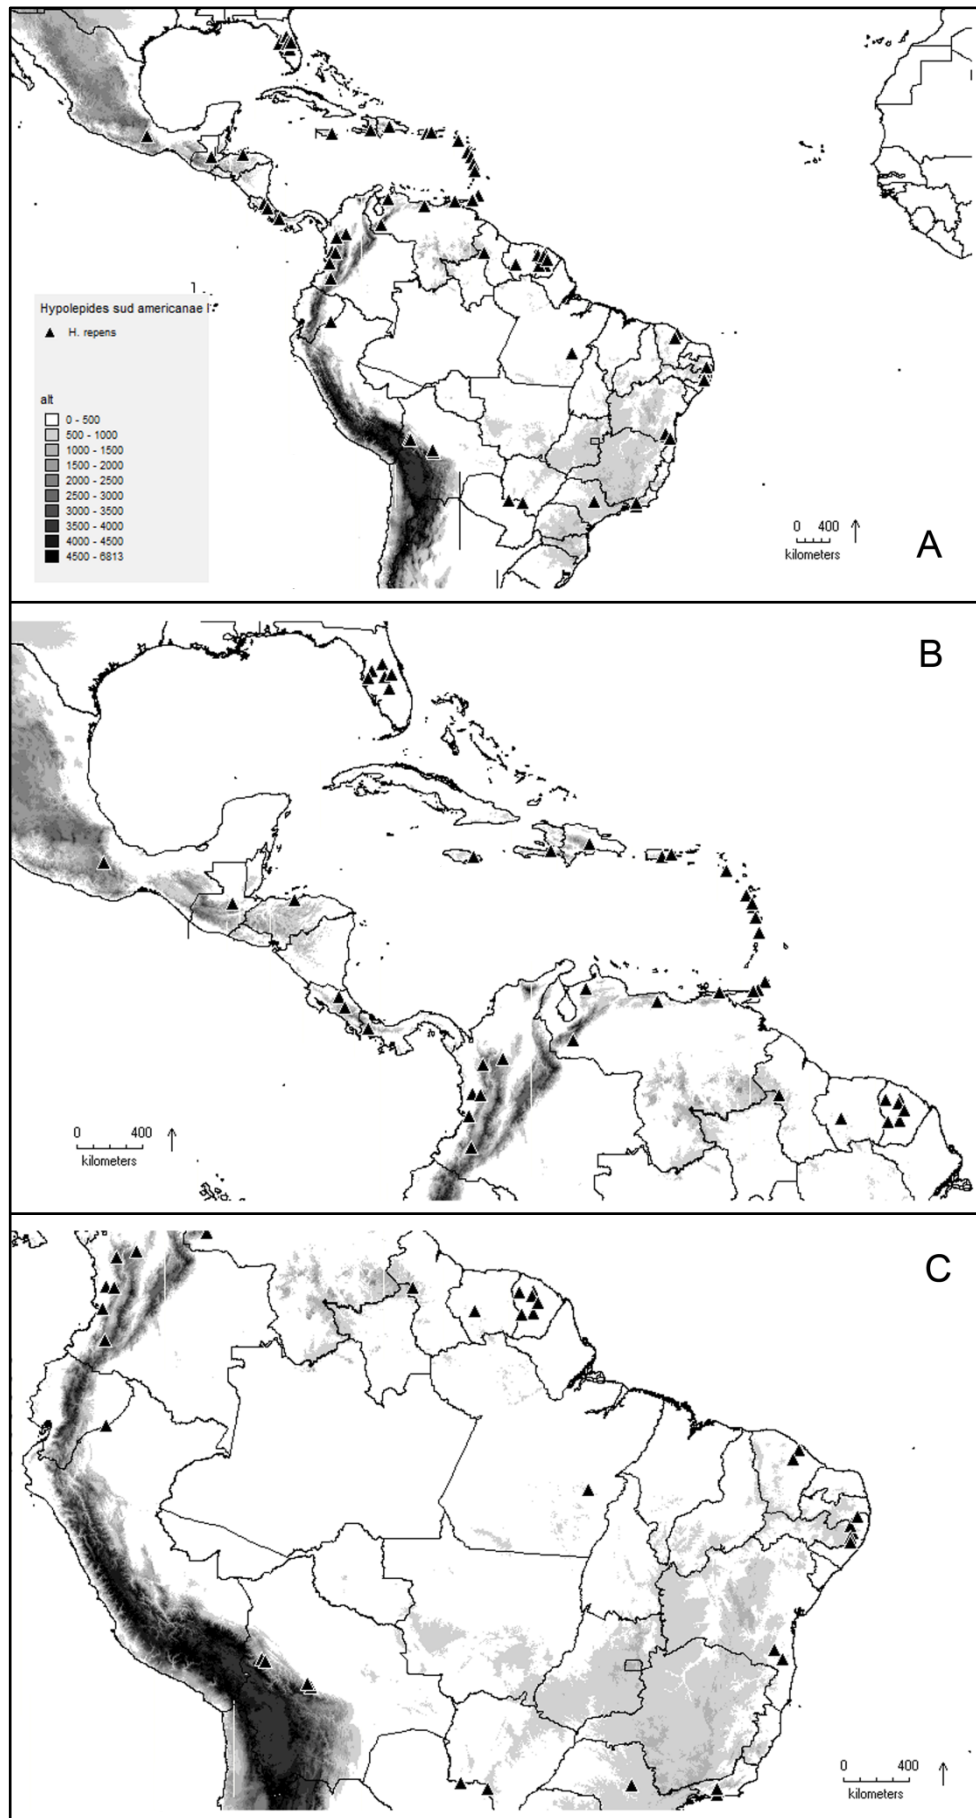 Hypolepides sud americanae I
H. repens
alt
0 - 500
500 - 1000
1000 - 1500
1500 - 2000
2000 - 2500
2500 - 3000
3000 - 3500
3500 - 4000
4000 - 4500
4500 - 6813
0 400
kilometers
A
B
0 400
kilometers
C
0 400
kilometers